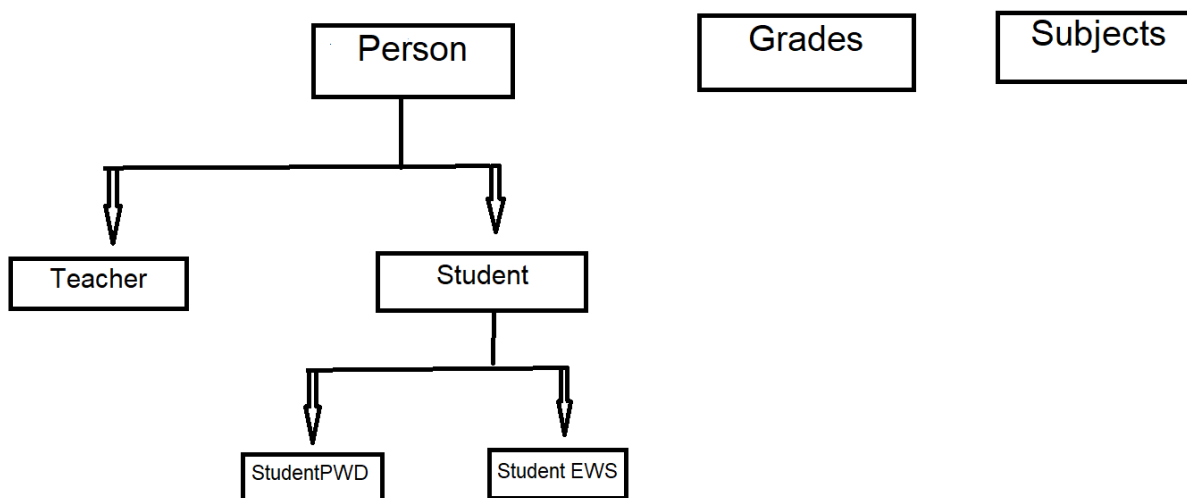 Person
Grades
Subjects
Teacher
Student
StudentPWD
Student EWS